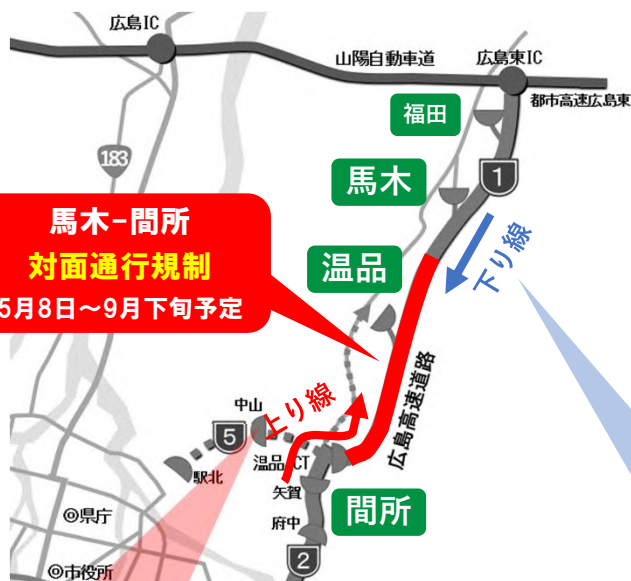 広島IC
山陽自動車道
広島東IC
都市高速広島東
福田
183
馬木
1
馬木-間所
対面通行規制
5月8日～9月下旬予定
温品
下り線
広島高速道路
中山
上り線
5
温品JCT
駅北
矢賀
間所
府中
◎県庁
2
◎市役所